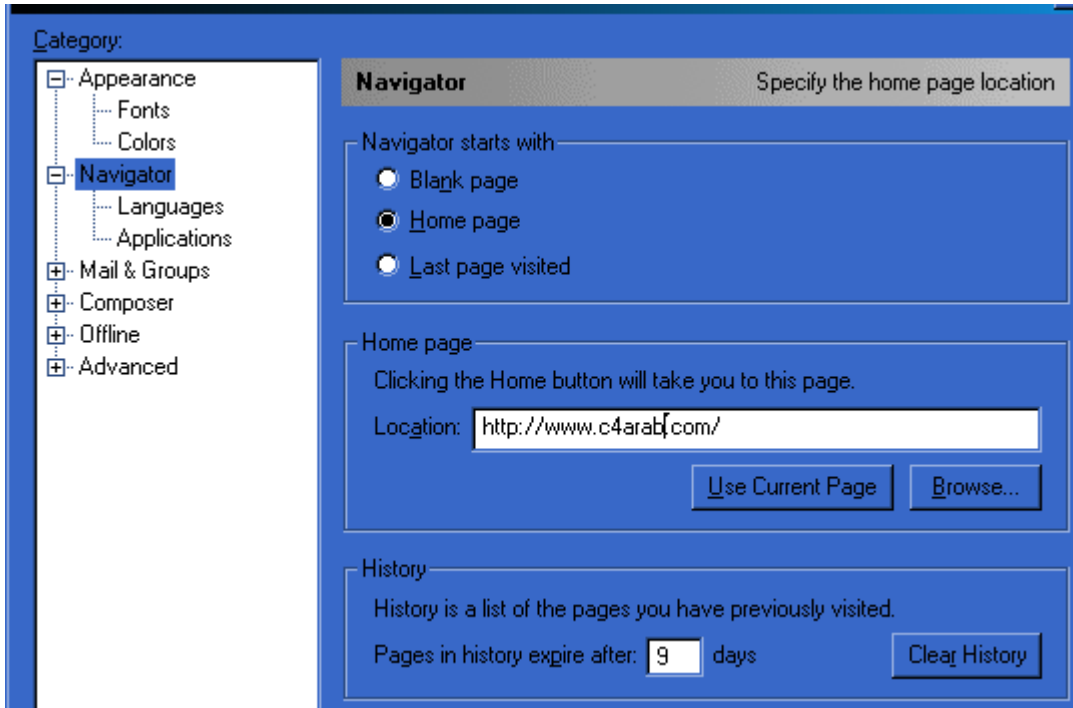 Category:
Appearance
Fonts
Colors
Navigator
Languages
Applications
Mail & Groups
Composer
Offline
Advanced
Navigator Specify the home page location
Navigator starts with
Blank page
Home page
Last page visited
Home page
Clicking the Home button will take you to this page.
Location: http://www.c4arab.com/
Use Current Page Browse...
History
History is a list of the pages you have previously visited.
Pages in history expire after: 9 days Clear History